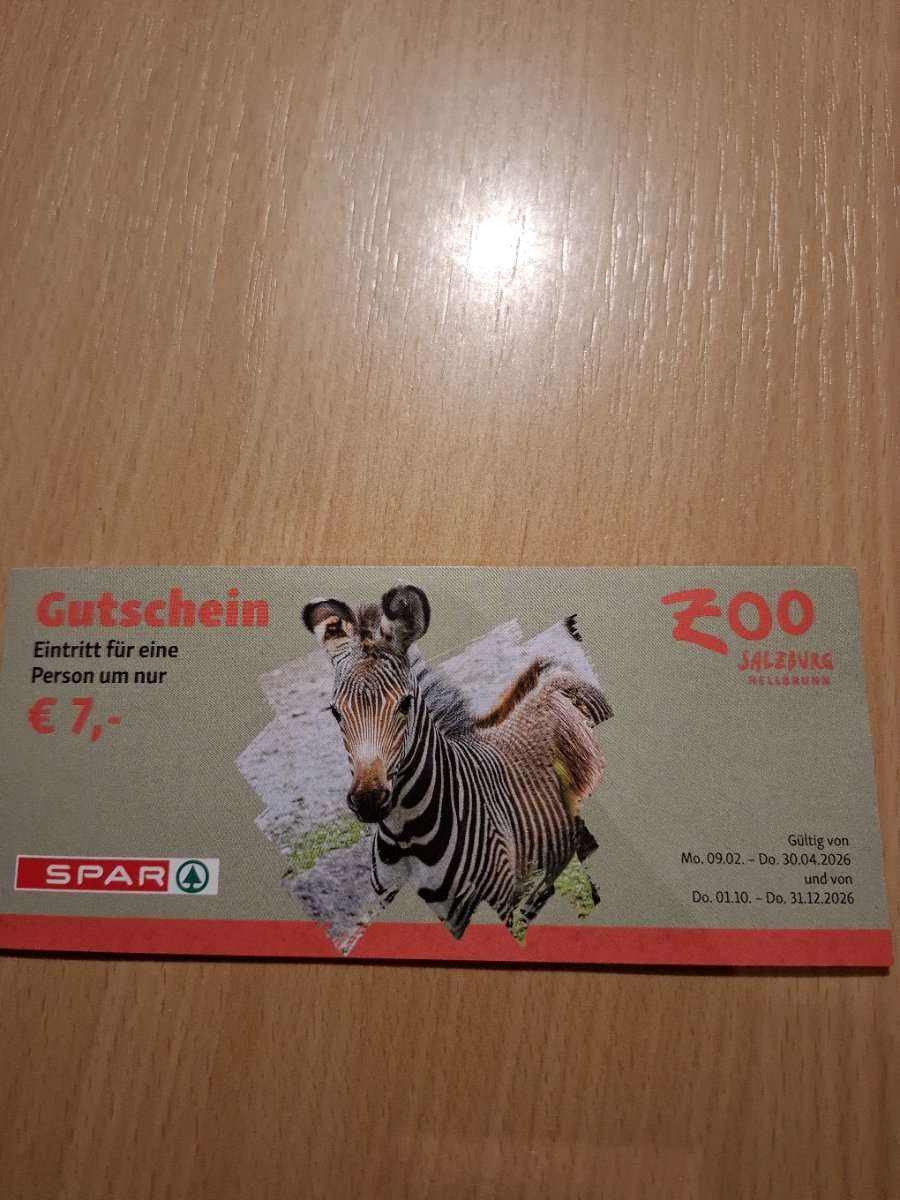 Gutschein
Eintritt für eine
Person um nur
€ 7,-
ZOO
SALZBURG
HELLBRUNN
SPAR
Gültig von
Mo. 09.02. – Do. 30.04.2026
und von
Do. 01.10. – Do. 31.12.2026